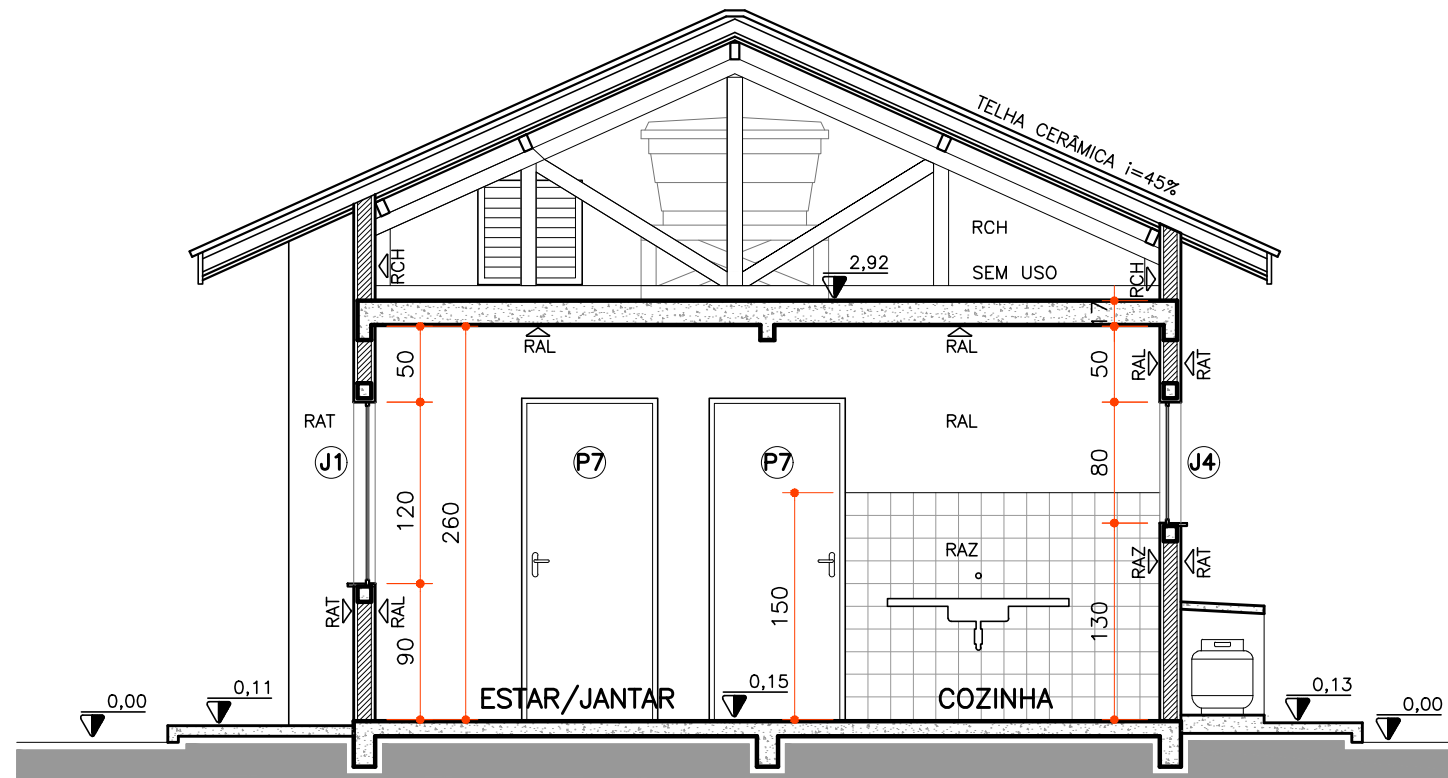 TELHA CERÂMICA i=45%
RCH
SEM USO
RCH
RCH
2,92
17
RAL
RAL
50
50
RAL
RAT
RAT
RAL
J1
P7
P7
J4
80
120
260
RAZ
RAZ
RAT
150
130
RAT
RAL
90
ESTAR/JANTAR
0,15
COZINHA
0,00
0,11
0,13
0,00